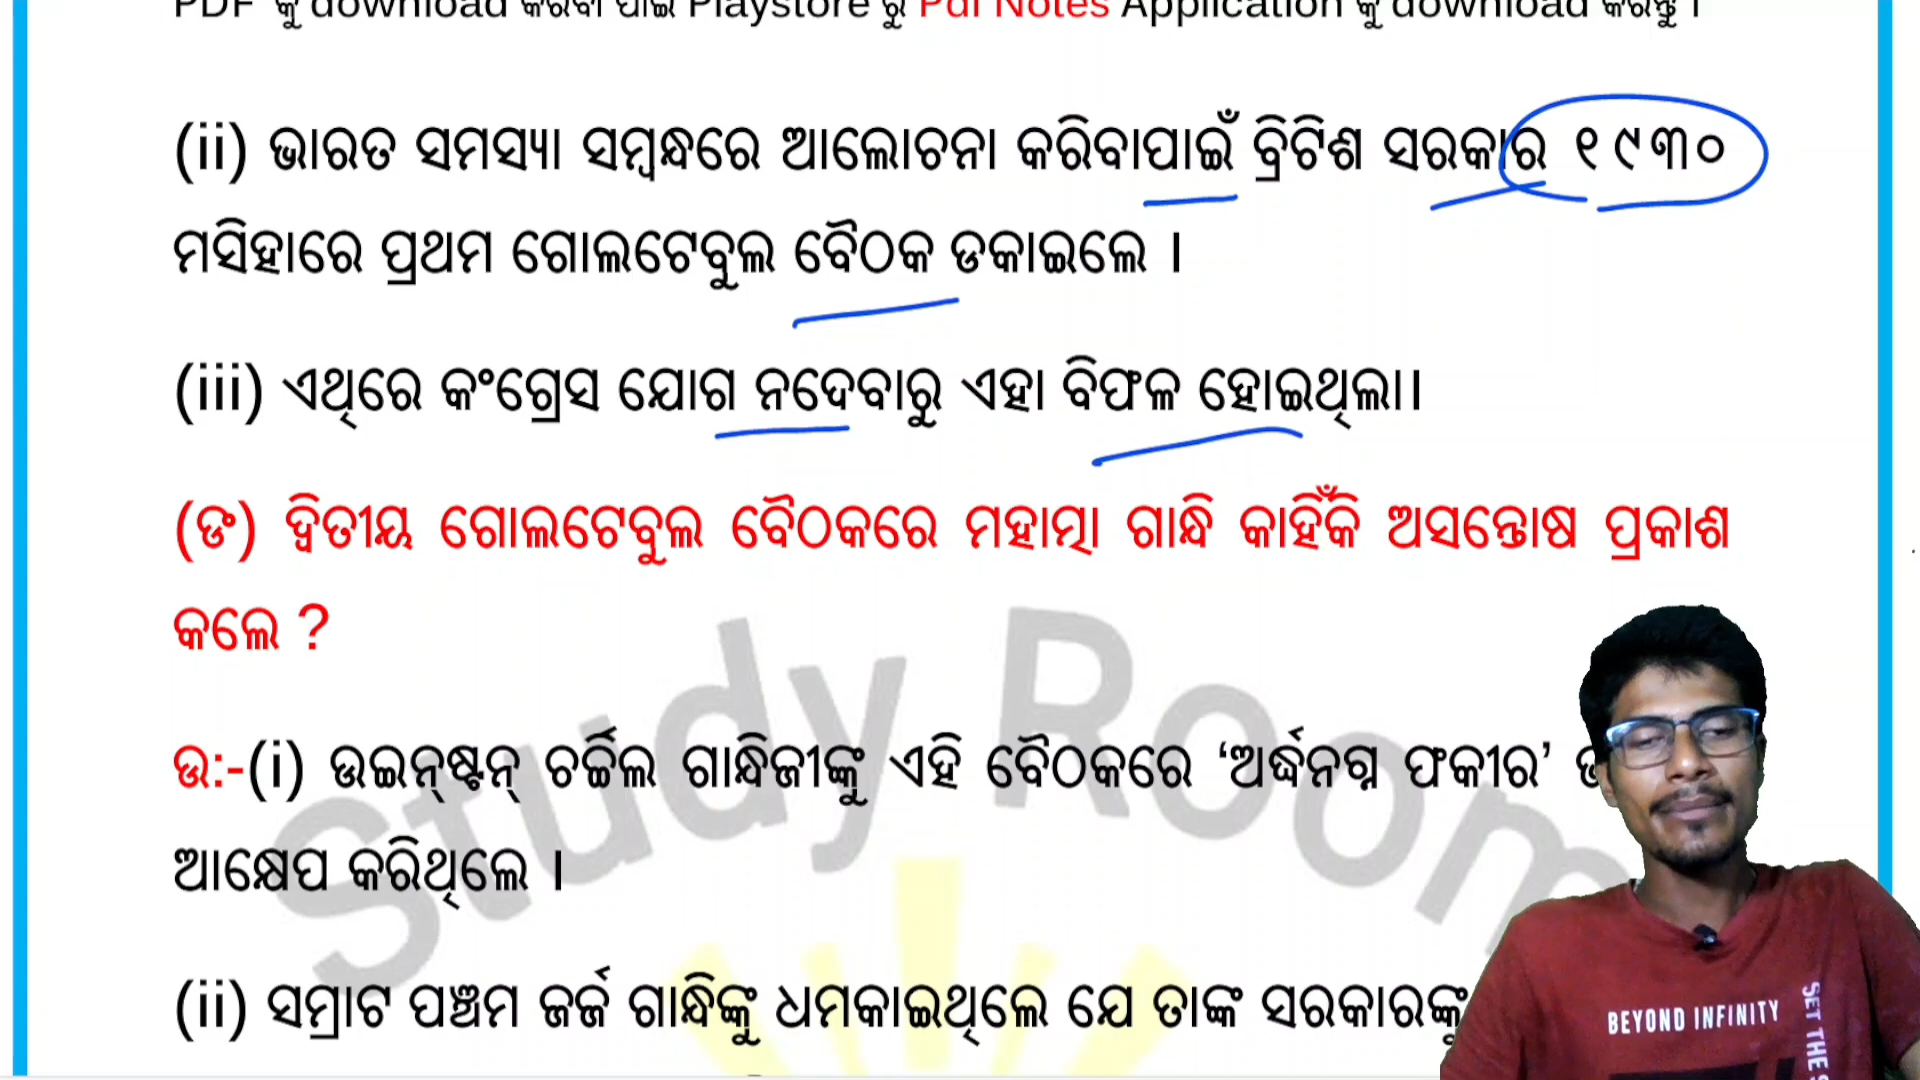 PDF କୁ download କରିବା ପାଇଁ Playstore ରୁ Pdf Notes Application କୁ download କରନ୍ତୁ ।
(ii) ଭାରତ ସମସ୍ୟା ସମ୍ବନ୍ଧରେ ଆଲୋଚନା କରିବାପାଇଁ ବ୍ରିଟିଶ ସରକାର ୧୯୩୦
ମସିହାରେ ପ୍ରଥମ ଗୋଲଟେବୁଲ ବୈଠକ ଡକାଇଲେ ।
(iii) ଏଥିରେ କଂଗ୍ରେସ ଯୋଗ ନଦେବାରୁ ଏହା ବିଫଳ ହୋଇଥିଲା।
(ଙ) ଦ୍ୱିତୀୟ ଗୋଲଟେବୁଲ ବୈଠକରେ ମହାତ୍ମା ଗାନ୍ଧି କାହିଁକି ଅସନ୍ତୋଷ ପ୍ରକାଶ
କଲେ ?
ଉ:-(i) ଉଇନ୍‌ଷ୍ଟନ୍ ଚର୍ଚ୍ଚିଲ ଗାନ୍ଧିଜୀଙ୍କୁ ଏହି ବୈଠକରେ ‘ଅର୍ଦ୍ଧନଗ୍ନ ଫକୀର’
ଆକ୍ଷେପ କରିଥିଲେ ।
(ii) ସମ୍ରାଟ ପଞ୍ଚମ ଜର୍ଜ ଗାନ୍ଧିଙ୍କୁ ଧମକାଇଥିଲେ ଯେ ତାଙ୍କ ସରକାରଙ୍କୁ
Study Room
BEYOND INFINITY
SET THE